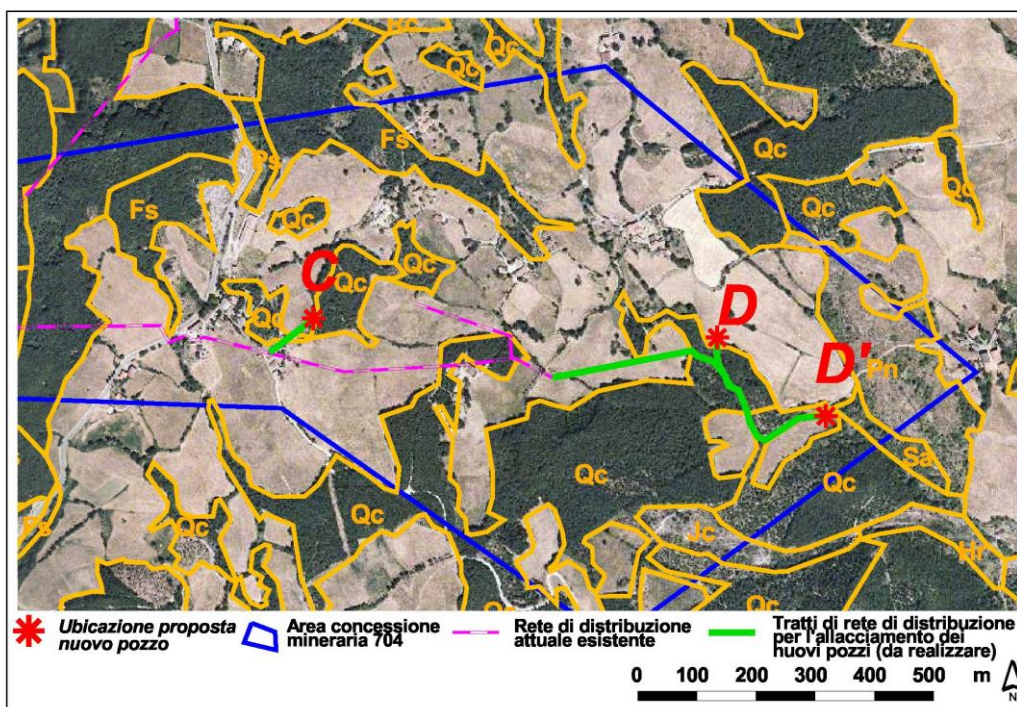 Qc
Qc
Fs
Qc
Ps
Qc
Fs
Qc
Qc
C
Qc
Qc
Qc
D
D'
Pn
Sa
Qc
Qc
Qc
Qc
Jc
Hr
Qc
Ubicazione proposta
nuovo pozzo
Area concessione
mineraria 704
Rete di distribuzione
attuale esistente
Tratti di rete di distribuzione
per l'allacciamento dei
nuovi pozzi (da realizzare)
0 100 200 300 400 500 m
N